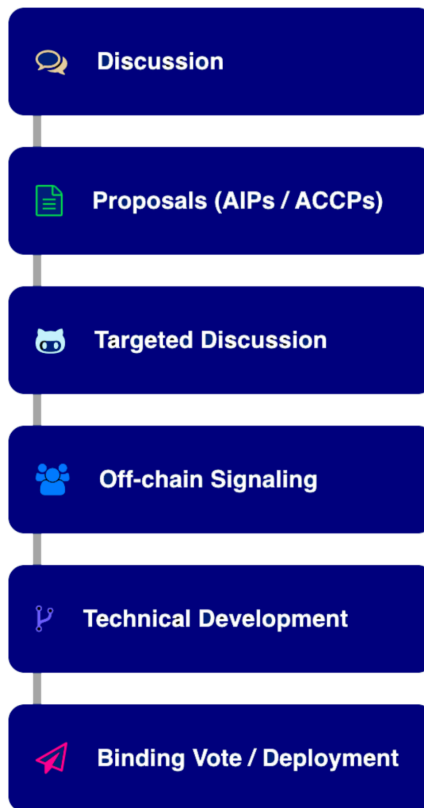 Discussion
Proposals (AIPs / ACCPs)
Targeted Discussion
Off-chain Signaling
Technical Development
Binding Vote / Deployment